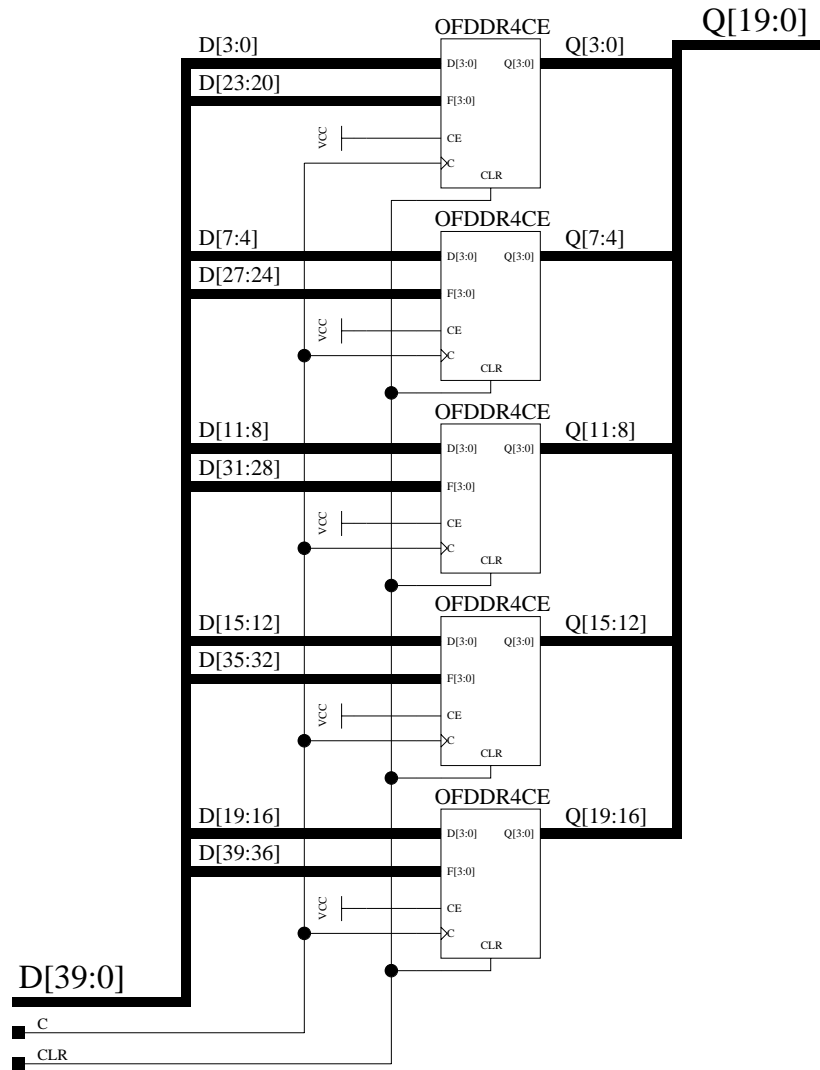 Q[19:0]
OFDDR4CE
D[3:0] Q[3:0]
D[3:0] Q[3:0]
D[23:20]
F[3:0]
VCC CE
C
CLR
OFDDR4CE
D[7:4] Q[7:4]
D[3:0] Q[3:0]
D[27:24]
F[3:0]
VCC CE
C
CLR
OFDDR4CE
D[11:8] Q[11:8]
D[3:0] Q[3:0]
D[31:28]
F[3:0]
VCC CE
C
CLR
OFDDR4CE
D[15:12] Q[15:12]
D[3:0] Q[3:0]
D[35:32]
F[3:0]
VCC CE
C
CLR
OFDDR4CE
D[19:16] Q[19:16]
D[3:0] Q[3:0]
D[39:36]
F[3:0]
VCC CE
C
CLR
D[39:0]
C
CLR